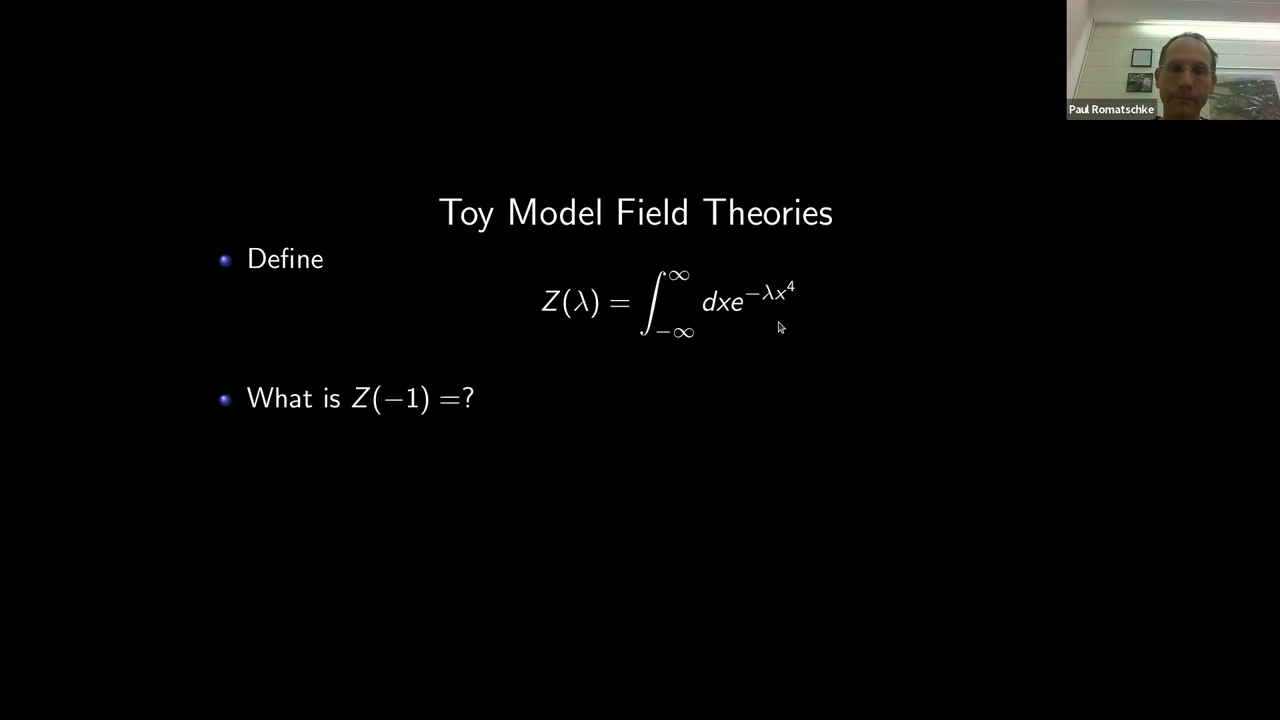 Paul Romatschke
Toy Model Field Theories
Define
Z(λ) = ∫_{-∞}^{∞} dxe^{-λx^4}
What is Z(−1) =?